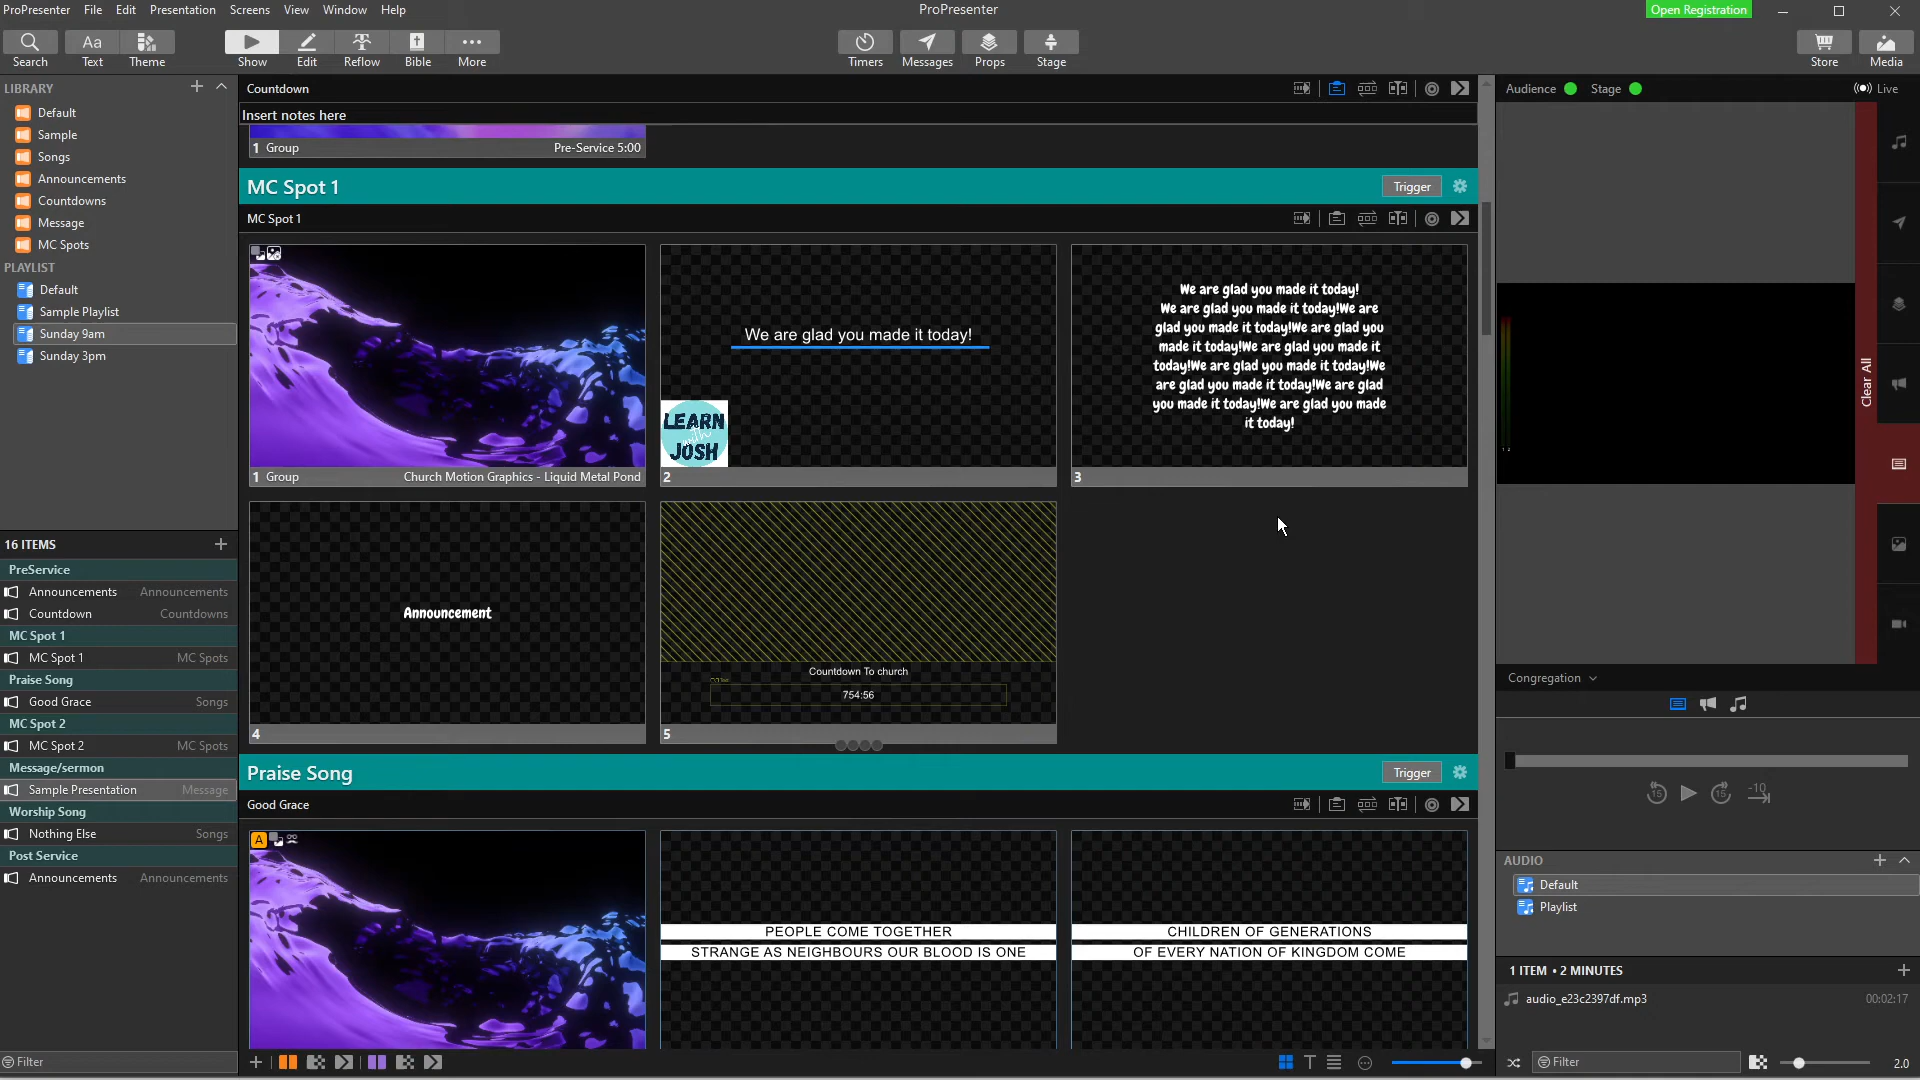 ProPresenter File Edit Presentation Screens View Window Help
ProPresenter
Open Registration
Search
Text
Theme
Show
Edit
Reflow
Bible
More
Timers
Messages
Props
Stage
Store
Media
LIBRARY
Default
Sample
Songs
Announcements
Countdowns
Message
MC Spots
PLAYLIST
Default
Sample Playlist
Sunday 9am
Sunday 3pm
16 ITEMS
PreService
Announcements Announcements
Countdown Countdowns
MC Spot 1
MC Spot 1 MC Spots
Praise Song
Good Grace Songs
MC Spot 2
MC Spot 2 MC Spots
Message/sermon
Sample Presentation Message
Worship Song
Nothing Else Songs
Post Service
Announcements Announcements
Filter
Countdown
Insert notes here
1 Group Pre-Service 5:00
MC Spot 1
Trigger
MC Spot 1
1 Group Church Motion Graphics - Liquid Metal Pond
We are glad you made it today!
LEARN
with
JOSH
2
We are glad you made it today!
We are glad you made it today!We are
glad you made it today!We are glad you
made it today!We are glad you made it
today!We are glad you made it today!We
are glad you made it today!We are glad
you made it today!We are glad you made
it today!
3
Announcement
4
Countdown To church
754:56
5
Praise Song
Trigger
Good Grace
A
PEOPLE COME TOGETHER
STRANGE AS NEIGHBOURS OUR BLOOD IS ONE
CHILDREN OF GENERATIONS
OF EVERY NATION OF KINGDOM COME
Audience
Stage
Live
Clear All
Congregation
15
15
-10
AUDIO
Default
Playlist
1 ITEM • 2 MINUTES
audio_e23c2397df.mp3 00:02:17
Filter
2.0